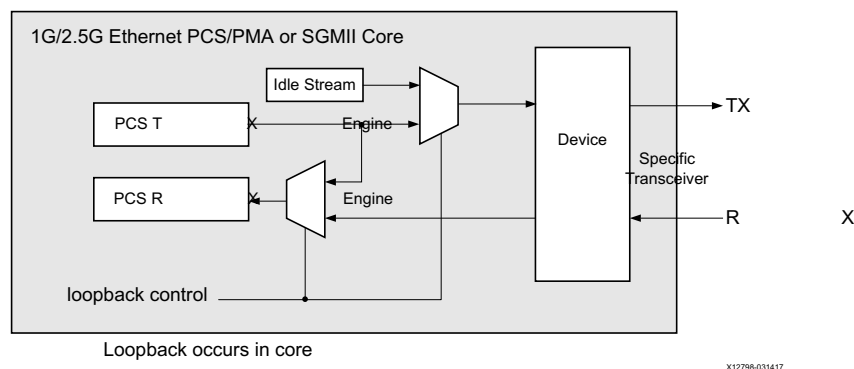 1G/2.5G Ethernet PCS/PMA or SGMII Core
Idle Stream
PCS T
X
Engine
Device
TX
Specific
Transceiver
PCS R
X
Engine
R
X
loopback control
Loopback occurs in core
X12798-031417